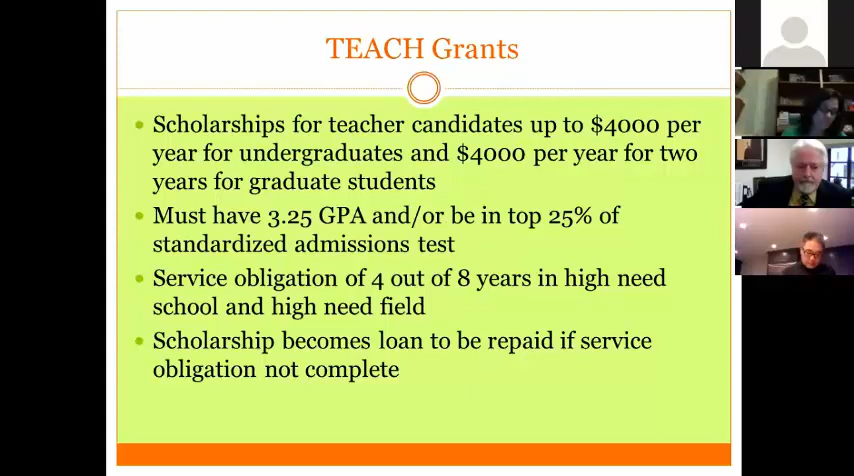 TEACH Grants
Scholarships for teacher candidates up to $4000 per
year for undergraduates and $4000 per year for two
years for graduate students
Must have 3.25 GPA and/or be in top 25% of
standardized admissions test
Service obligation of 4 out of 8 years in high need
school and high need field
Scholarship becomes loan to be repaid if service
obligation not complete